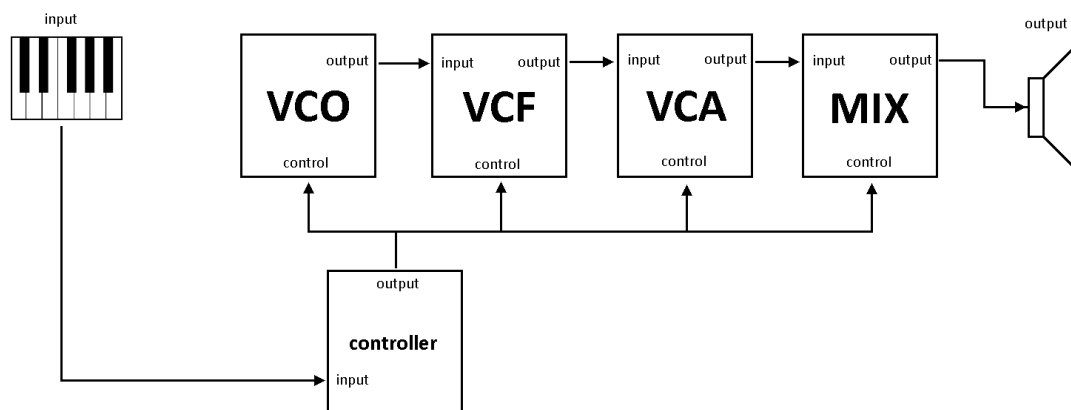 input
output
output
VCO
control
input
output
VCF
control
input
output
VCA
control
input
output
MIX
control
output
controller
input